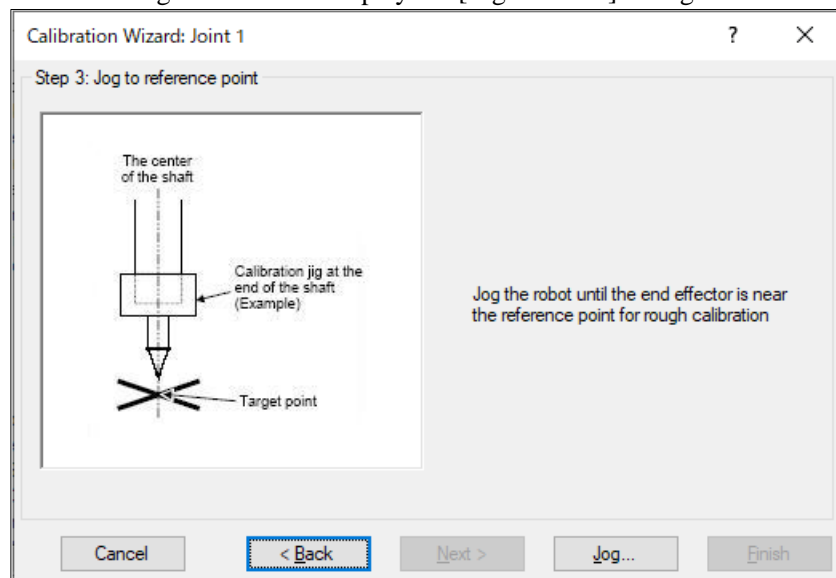 Calibration Wizard: Joint 1
?
Step 3: Jog to reference point
The center
of the shaft
Calibration jig at the
end of the shaft
(Example)
Target point
Jog the robot until the end effector is near
the reference point for rough calibration
Cancel
< Back
Next >
Jog...
Finish